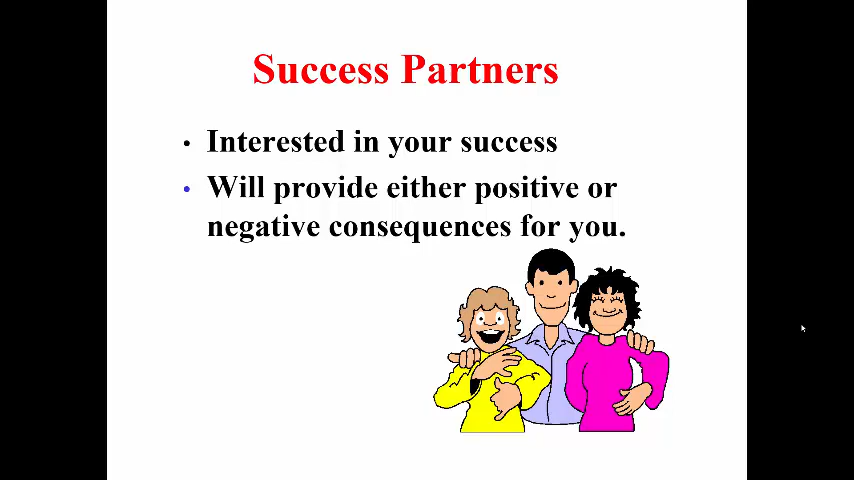 Success Partners
• Interested in your success
• Will provide either positive or
negative consequences for you.